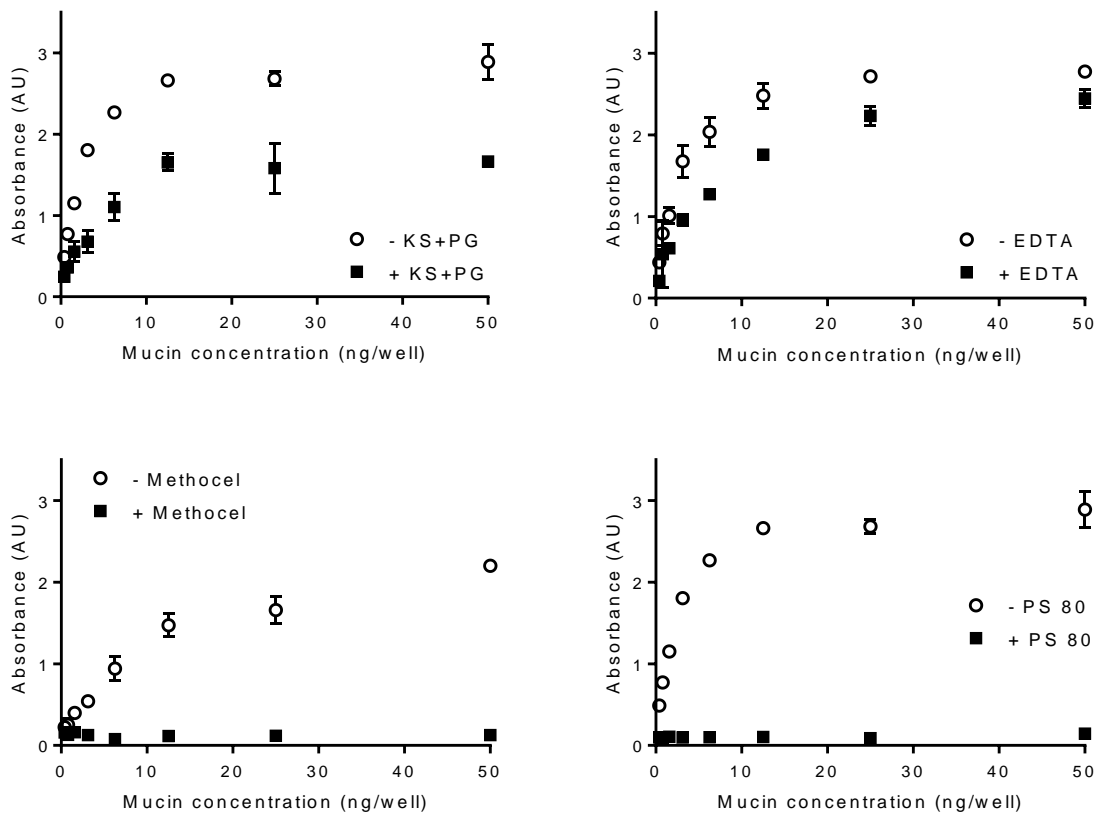 3
2
1
0
Absorbance (AU)
- KS+PG
+ KS+PG
0 10 20 30 40 50
Mucin concentration (ng/well)
3
2
1
0
Absorbance (AU)
- EDTA
+ EDTA
0 10 20 30 40 50
Mucin concentration (ng/well)
- Methocel
+ Methocel
3
2
1
0
Absorbance (AU)
0 10 20 30 40 50
Mucin concentration (ng/well)
3
2
1
0
Absorbance (AU)
- PS 80
+ PS 80
0 10 20 30 40 50
Mucin concentration (ng/well)